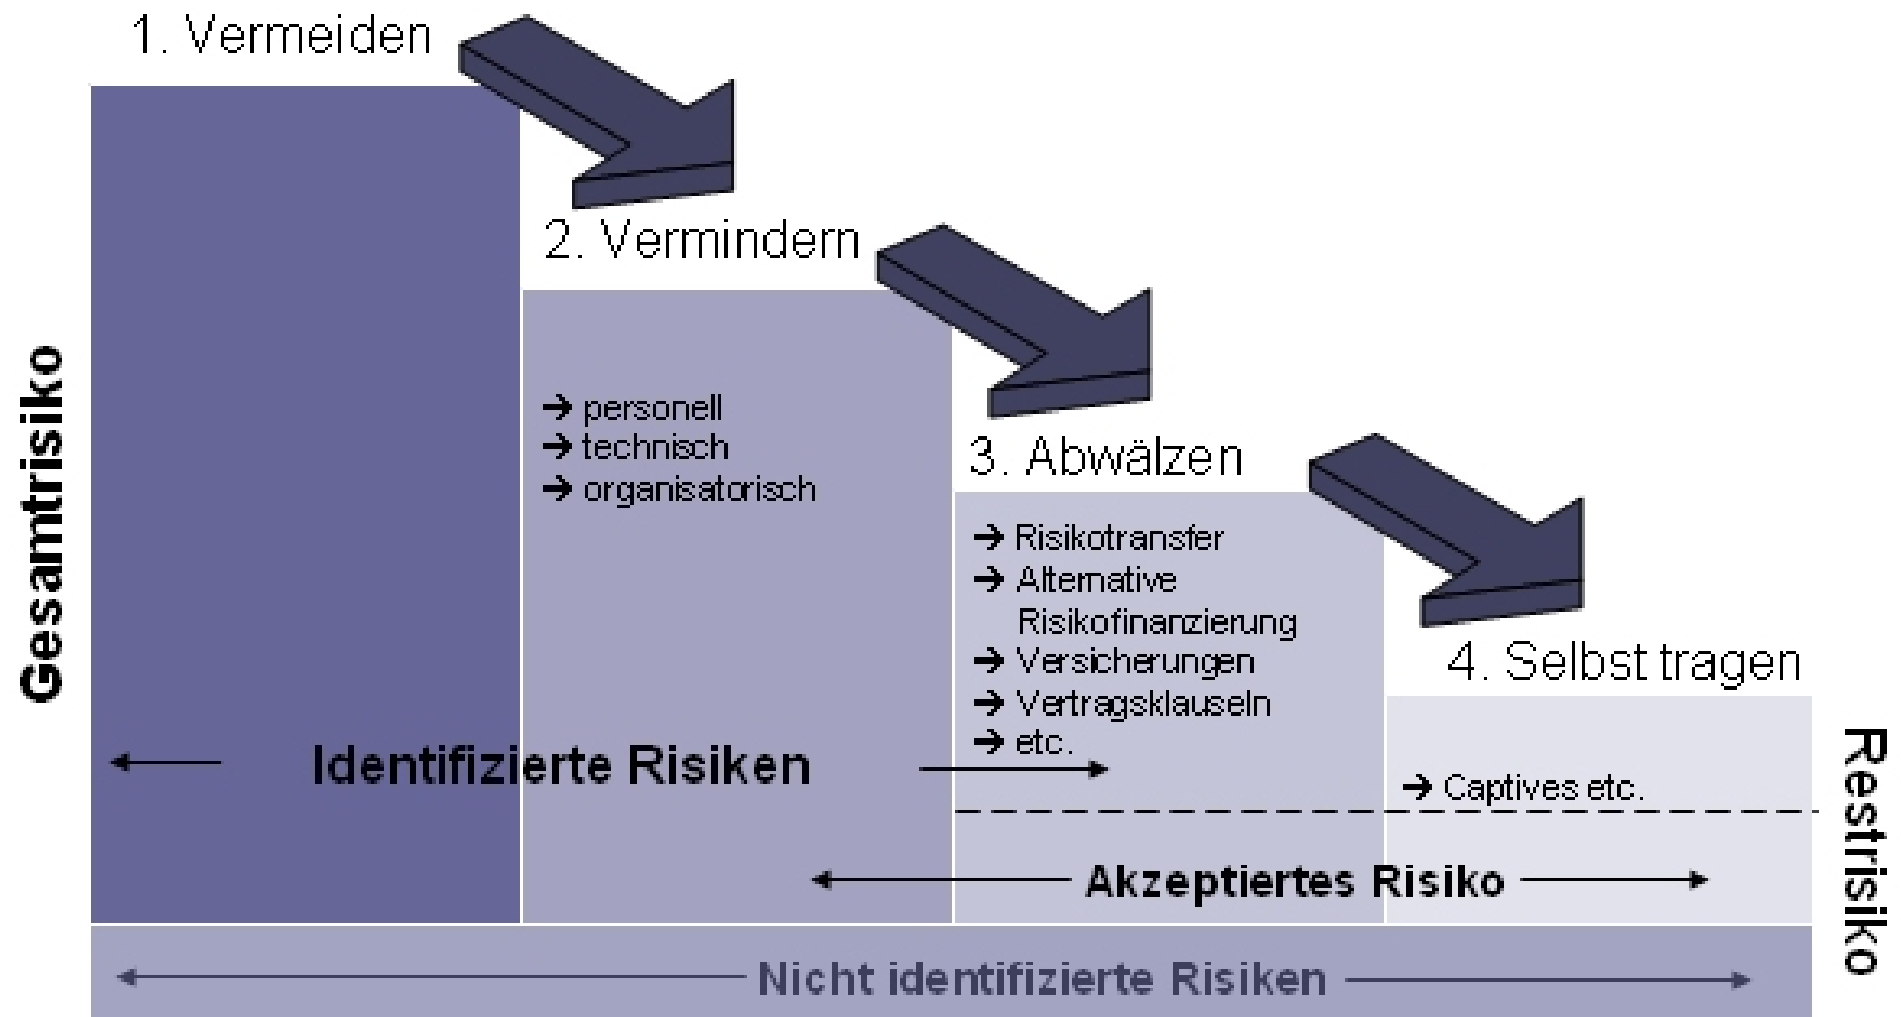 1. Vermeiden
2. Vermindern
→ personell
→ technisch
→ organisatorisch
3. Abwälzen
→ Risikotransfer
→ Alternative
Risikofinanzierung
→ Versicherungen
→ Vertragsklauseln
→ etc.
4. Selbst tragen
→ Captives etc.
Gesamtrisiko
Identifizierte Risiken
Akzeptiertes Risiko
Nicht identifizierte Risiken
Restrisiko